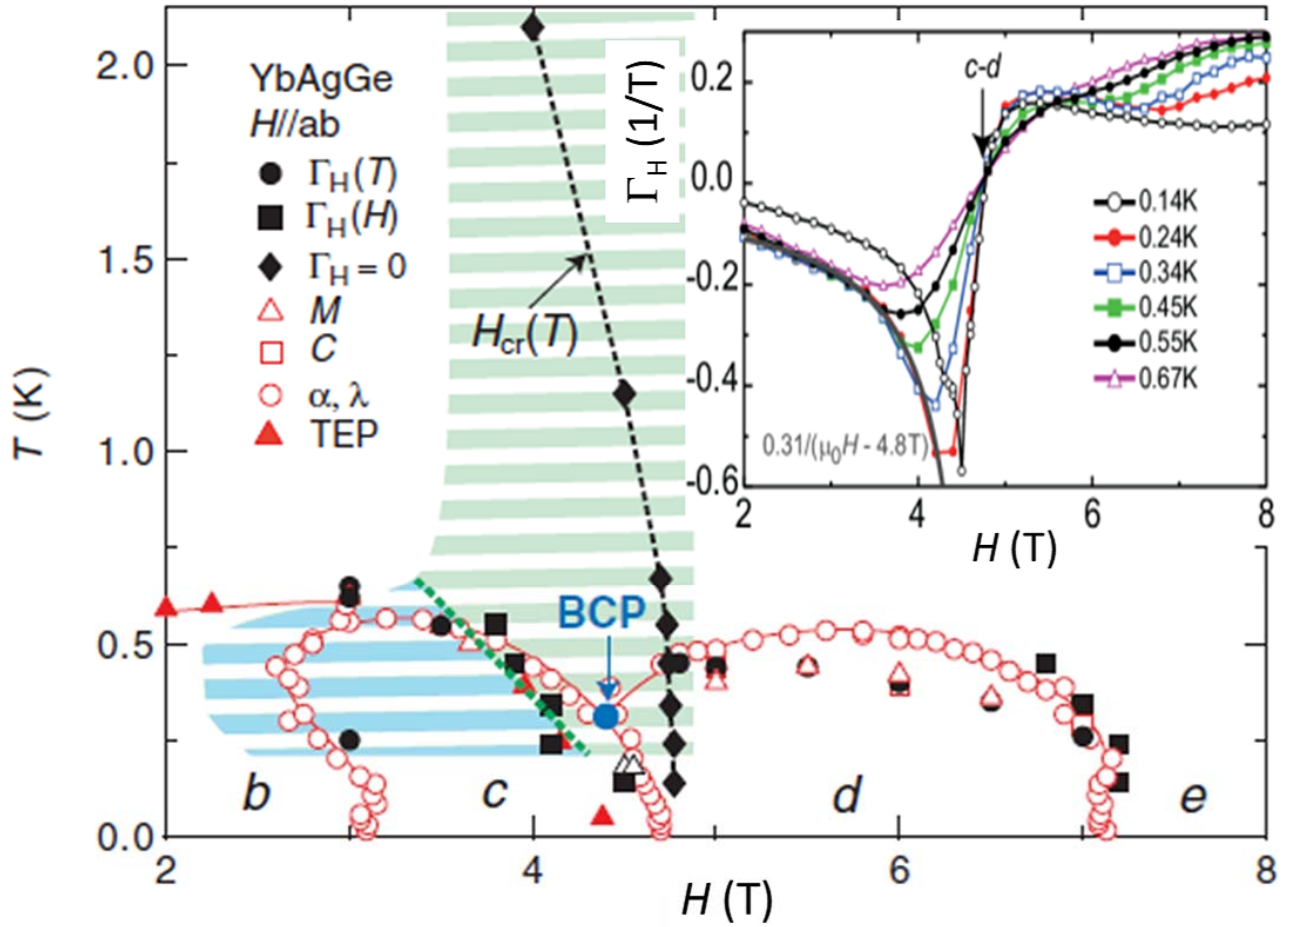 2.0
1.5
1.0
0.5
0.0
T (K)
YbAgGe
H//ab
Γ_H(T)
Γ_H(H)
Γ_H = 0
M
C
α, λ
TEP
H_cr(T)
BCP
b
c
d
e
2
4
6
8
H (T)
Γ_H (1/T)
0.2
0.0
-0.2
-0.4
-0.6
c-d
0.14K
0.24K
0.34K
0.45K
0.55K
0.67K
0.31/(μ₀H - 4.8T)
2
4
6
8
H (T)